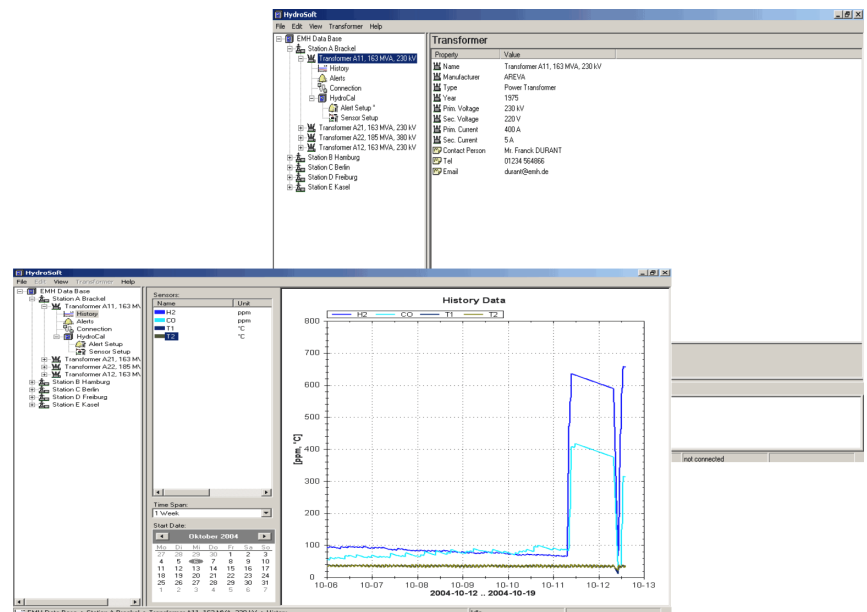 HydroSoft
File Edit View Transformer Help
EMH Data Base
Station A Brackel
Transformer A11, 163 MVA, 230 kV
History
Alerts
Connection
HydroCal
Alert Setup *
Sensor Setup
Transformer A21, 163 MVA, 230 kV
Transformer A22, 185 MVA, 380 kV
Transformer A12, 163 MVA, 230 kV
Station B Hamburg
Station C Berlin
Station D Freiburg
Station E Kasel
Transformer
Property Value
Name Transformer A11, 163 MVA, 230 kV
Manufacturer AREVA
Type Power Transformer
Year 1975
Prim. Voltage 230 kV
Sec. Voltage 220 V
Prim. Current 400 A
Sec. Current 5 A
Contact Person Mr. Franck DURANT
Tel 01234 564866
Email durant@emh.de
not connected
HydroSoft
File Edit View Transformer Help
EMH Data Base
Station A Brackel
Transformer A11, 163 M
History
Alerts
Connection
HydroCal
Alert Setup
Sensor Setup
Transformer A21, 163 M
Transformer A22, 185 M
Transformer A12, 163 M
Station B Hamburg
Station C Berlin
Station D Freiburg
Station E Kasel
Sensors:
Name Unit
H2 ppm
CO ppm
T1 °C
T2 °C
Time Span:
1 Week
Start Date:
Oktober 2004
Mo Di Mi Do Fr Sa So
27 28 29 30 1 2 3
4 5 6 7 8 9 10
11 12 13 14 15 16 17
18 19 20 21 22 23 24
25 26 27 28 29 30 31
1 2 3 4 5 6 7
History Data
H2 CO T1 T2
800
700
600
500
400
300
200
100
0
[ppm, °C]
10-06 10-07 10-08 10-09 10-10 10-11 10-12 10-13
2004-10-12 .. 2004-10-19